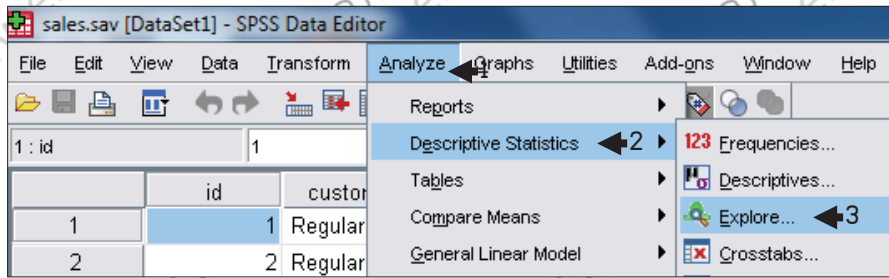 sales.sav [DataSet1] - SPSS Data Editor
File Edit View Data Transform Analyze Graphs Utilities Add-ons Window Help
Reports
1 : id 1 Descriptive Statistics 2 123 Frequencies...
id Tables Descriptives...
1 1 Regular Compare Means Explore... 3
2 2 Regular General Linear Model Crosstabs...